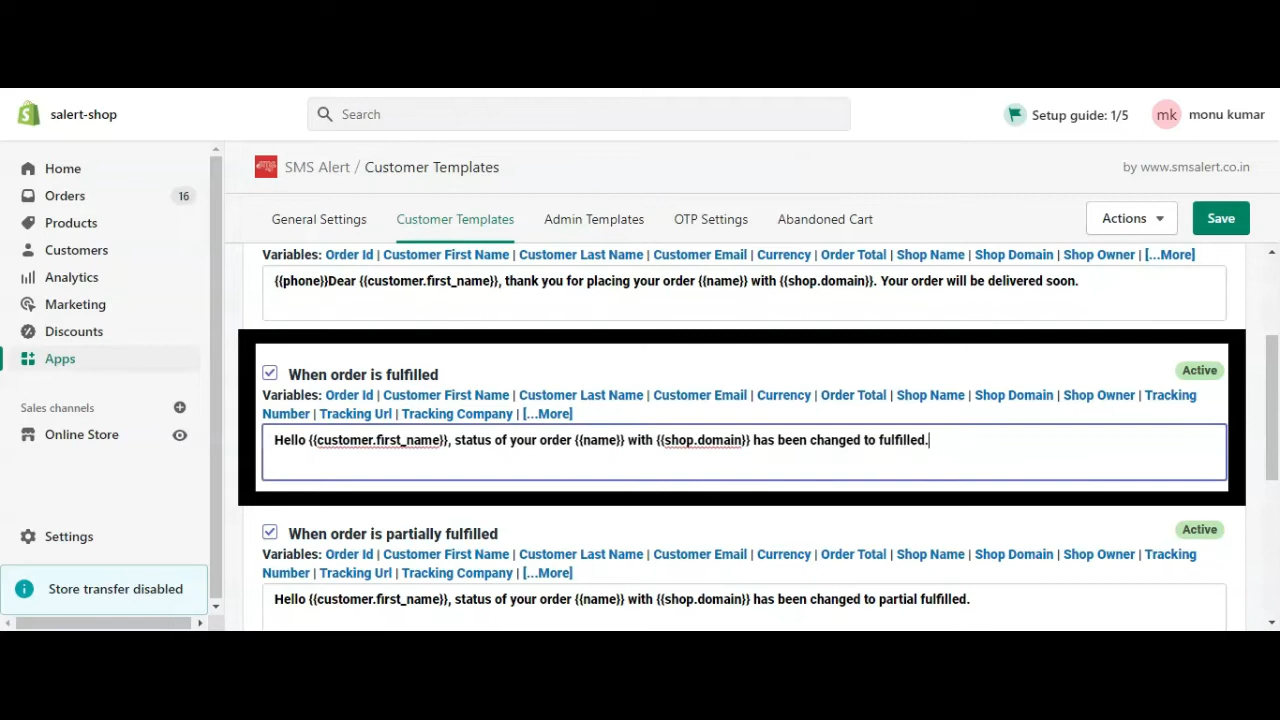 salert-shop
Search
Setup guide: 1/5
mk
monu kumar
Home
Orders
16
Products
Customers
Analytics
Marketing
Discounts
Apps
Sales channels
Online Store
Settings
Store transfer disabled
SMS Alert / Customer Templates
by www.smsalert.co.in
General Settings
Customer Templates
Admin Templates
OTP Settings
Abandoned Cart
Actions
Save
Variables: Order Id | Customer First Name | Customer Last Name | Customer Email | Currency | Order Total | Shop Name | Shop Domain | Shop Owner | [...More]
{{phone}}Dear {{customer.first_name}}, thank you for placing your order {{name}} with {{shop.domain}}. Your order will be delivered soon.
When order is fulfilled
Active
Variables: Order Id | Customer First Name | Customer Last Name | Customer Email | Currency | Order Total | Shop Name | Shop Domain | Shop Owner | Tracking
Number | Tracking Url | Tracking Company | [...More]
Hello {{customer.first_name}}, status of your order {{name}} with {{shop.domain}} has been changed to fulfilled.
When order is partially fulfilled
Active
Variables: Order Id | Customer First Name | Customer Last Name | Customer Email | Currency | Order Total | Shop Name | Shop Domain | Shop Owner | Tracking
Number | Tracking Url | Tracking Company | [...More]
Hello {{customer.first_name}}, status of your order {{name}} with {{shop.domain}} has been changed to partial fulfilled.